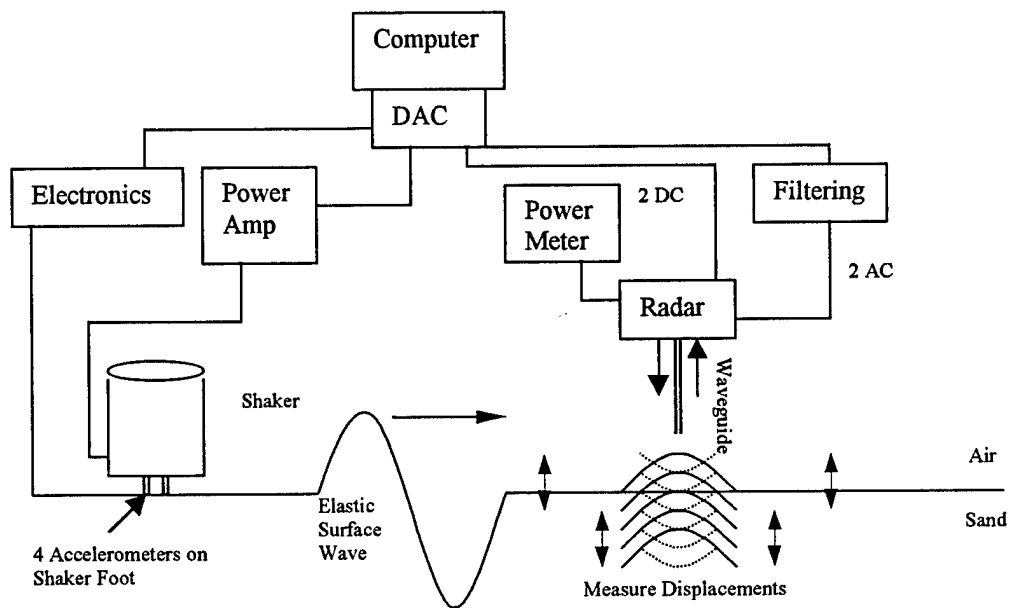 Computer
DAC
Electronics
Power
Amp
Power
Meter
2 DC
Filtering
2 AC
Radar
Waveguide
Shaker
Air
Sand
Elastic
Surface
Wave
4 Accelerometers on
Shaker Foot
Measure Displacements